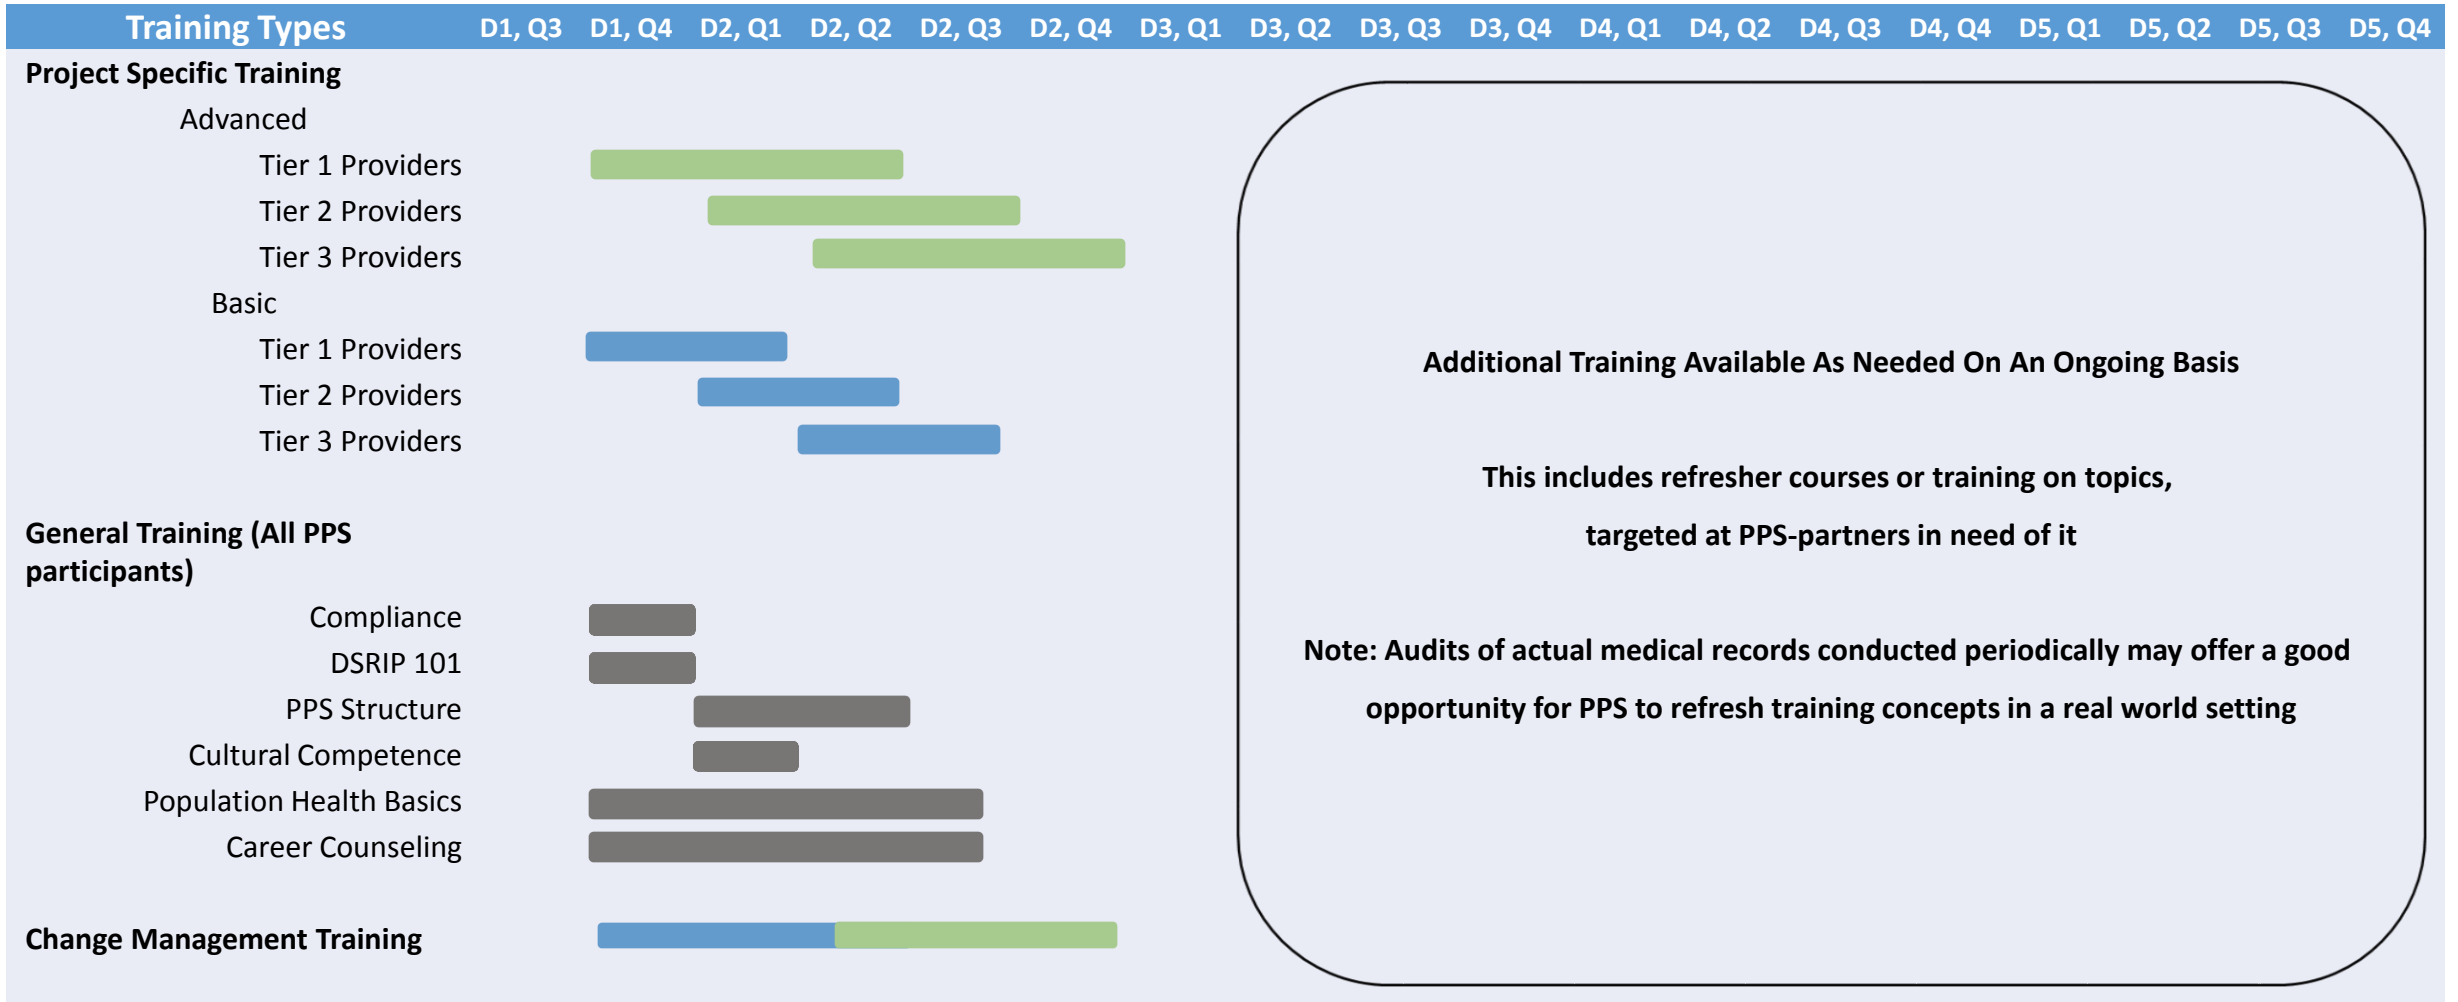 Training Types D1, Q3 D1, Q4 D2, Q1 D2, Q2 D2, Q3 D2, Q4 D3, Q1 D3, Q2 D3, Q3 D3, Q4 D4, Q1 D4, Q2 D4, Q3 D4, Q4 D5, Q1 D5, Q2 D5, Q3 D5, Q4
Project Specific Training
Advanced
Tier 1 Providers
Tier 2 Providers
Tier 3 Providers
Basic
Tier 1 Providers
Tier 2 Providers
Tier 3 Providers
General Training (All PPS
participants)
Compliance
DSRIP 101
PPS Structure
Cultural Competence
Population Health Basics
Career Counseling
Change Management Training
Additional Training Available As Needed On An Ongoing Basis
This includes refresher courses or training on topics,
targeted at PPS-partners in need of it
Note: Audits of actual medical records conducted periodically may offer a good
opportunity for PPS to refresh training concepts in a real world setting